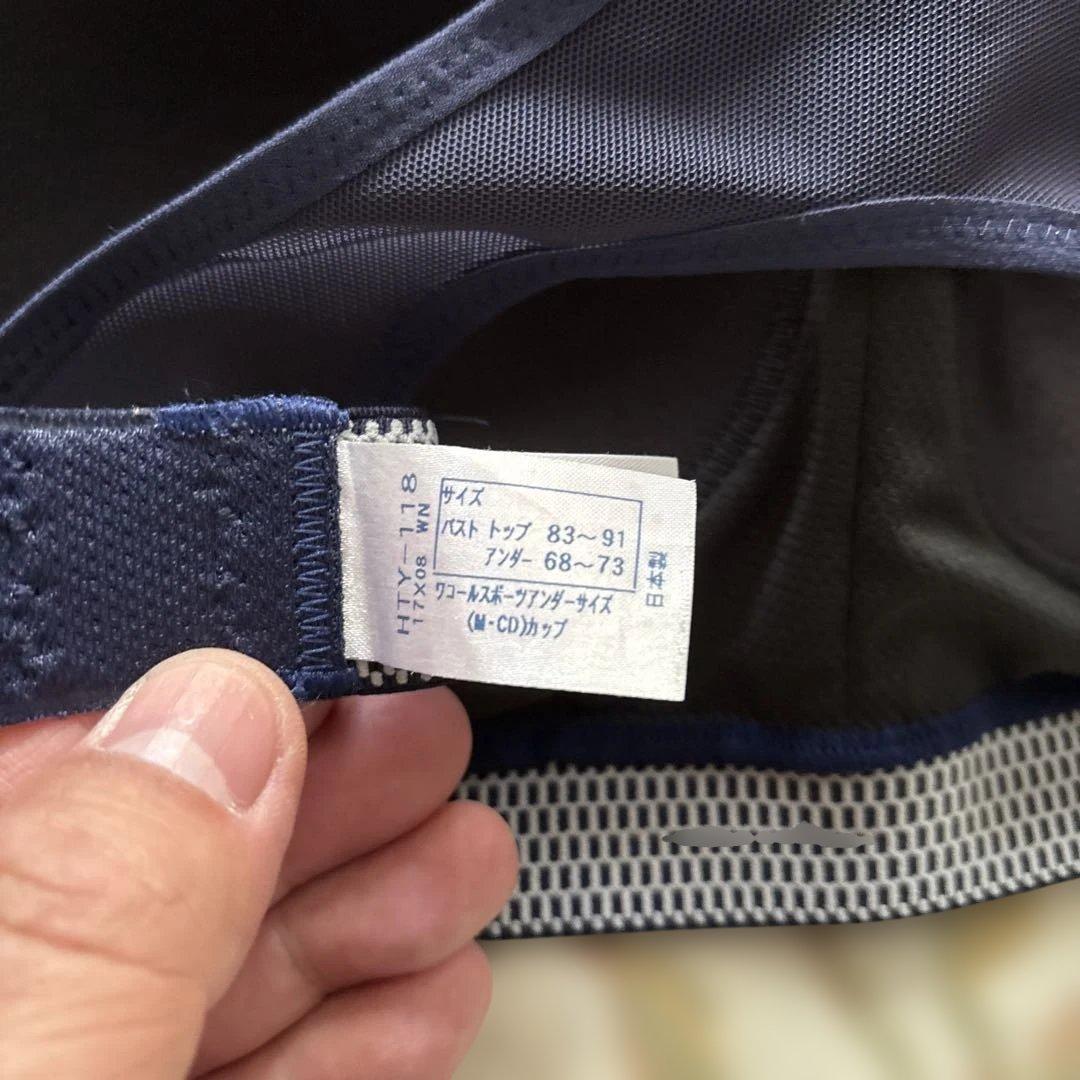 サイズ
バスト トップ 83～91
アンダー 68～73
ワコールスポーツアンダーサイズ
(M・CD)カップ
HTY-118
17X08 WN
日本製